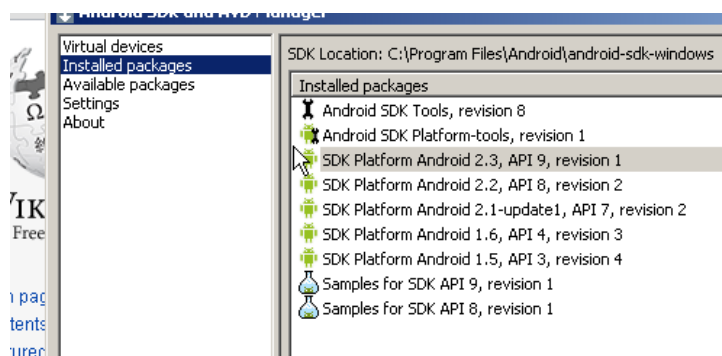 Android SDK and AVD Manager
Virtual devices
Installed packages
Available packages
Settings
About
SDK Location: C:\Program Files\Android\android-sdk-windows
Installed packages
Android SDK Tools, revision 8
Android SDK Platform-tools, revision 1
SDK Platform Android 2.3, API 9, revision 1
SDK Platform Android 2.2, API 8, revision 2
SDK Platform Android 2.1-update1, API 7, revision 2
SDK Platform Android 1.6, API 4, revision 3
SDK Platform Android 1.5, API 3, revision 4
Samples for SDK API 9, revision 1
Samples for SDK API 8, revision 1
Ω
VIK
Free
n pag
tents